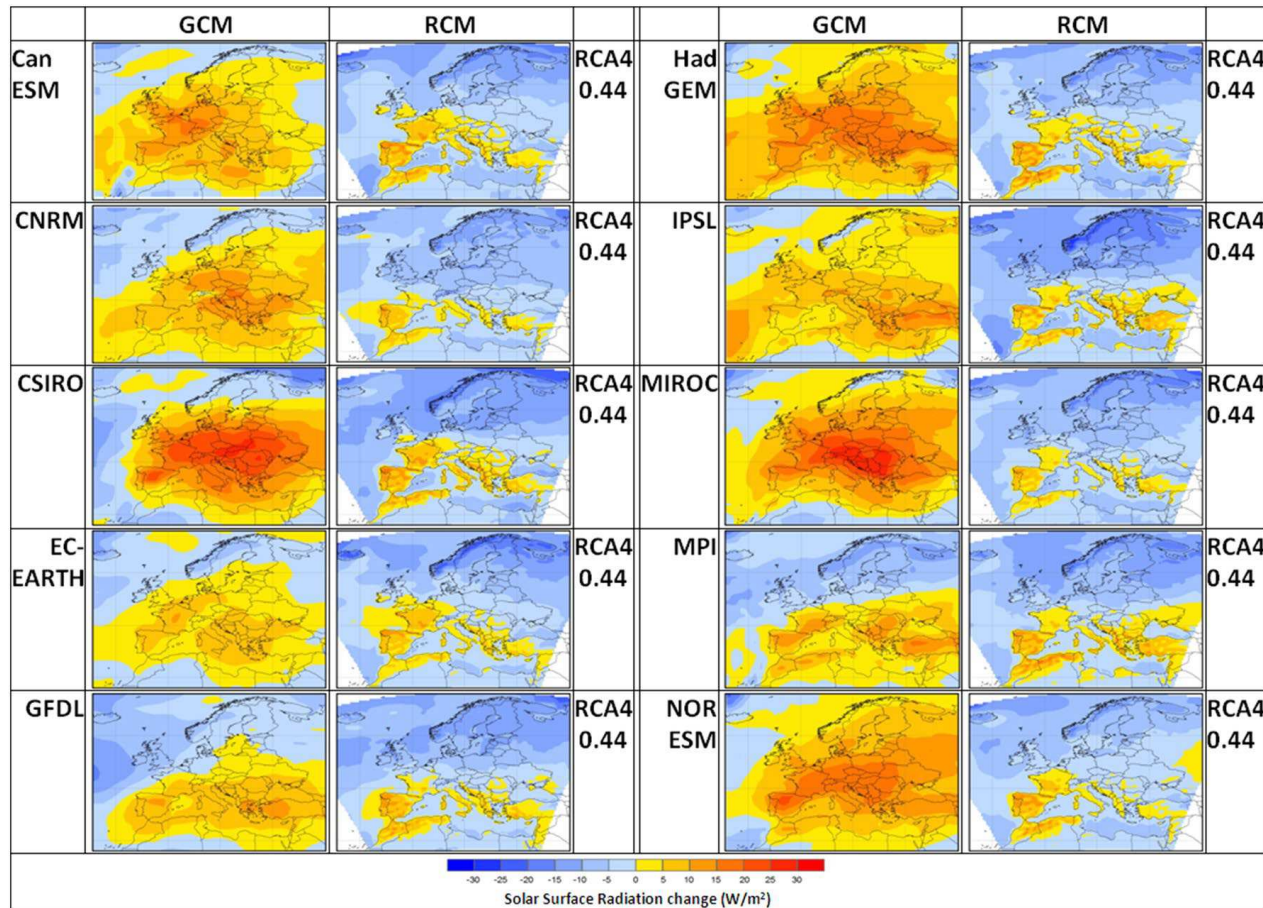 GCM RCM GCM RCM
Can
ESM
RCA4
0.44
Had
GEM
RCA4
0.44
CNRM
RCA4
0.44
IPSL
RCA4
0.44
CSIRO
RCA4
0.44
MIROC
RCA4
0.44
EC-
EARTH
RCA4
0.44
MPI
RCA4
0.44
GFDL
RCA4
0.44
NOR
ESM
RCA4
0.44
-30 -25 -20 -15 -10 -5 0 5 10 15 20 25 30
Solar Surface Radiation change (W/m²)